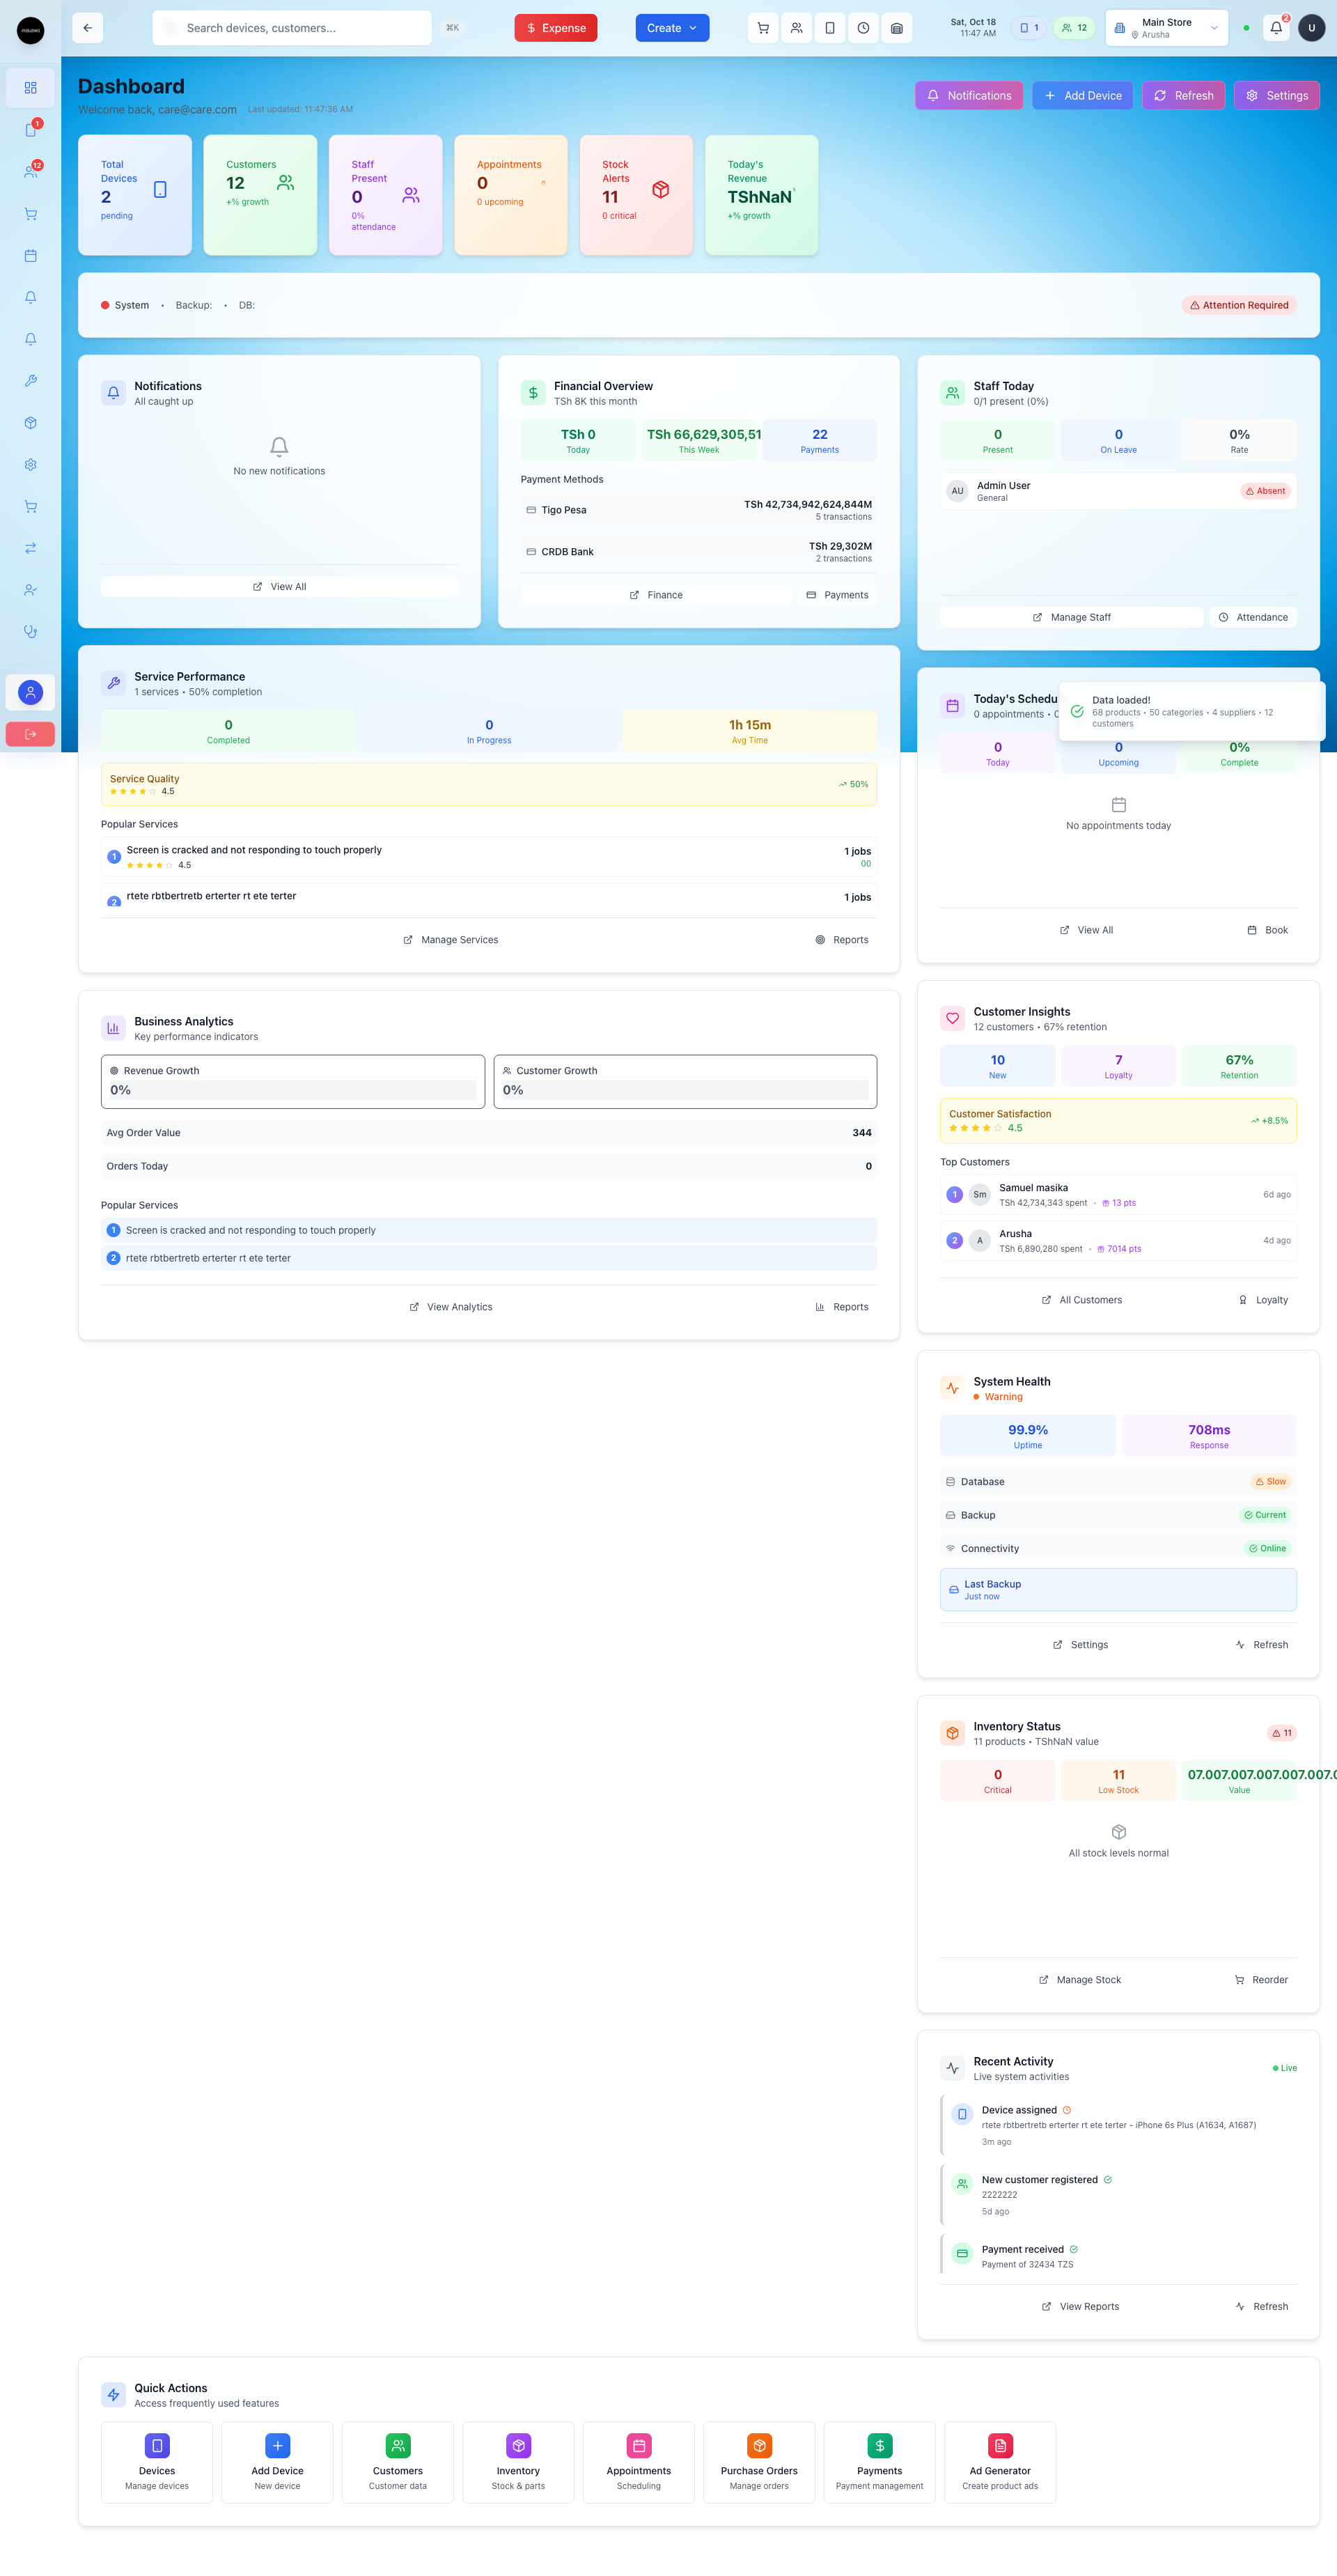 Search devices, customers...
⌘K
Expense
Create
Sat, Oct 18
11:47 AM
1
12
Main Store
Arusha
2
U
1
12
Dashboard
Welcome back, care@care.com
Last updated: 11:47:36 AM
Notifications
Add Device
Refresh
Settings
Total
Devices
2
pending
Customers
12
+% growth
Staff
Present
0
0%
attendance
Appointments
0
0 upcoming
Stock
Alerts
11
0 critical
Today's
Revenue
TShNaN
+% growth
System • Backup: • DB:
Attention Required
Notifications
All caught up
No new notifications
View All
Financial Overview
TSh 8K this month
TSh 0
Today
TSh 66,629,305,51
This Week
22
Payments
Payment Methods
Tigo Pesa
TSh 42,734,942,624,844M
5 transactions
CRDB Bank
TSh 29,302M
2 transactions
Finance
Payments
Staff Today
0/1 present (0%)
0
Present
0
On Leave
0%
Rate
AU
Admin User
General
Absent
Manage Staff
Attendance
Service Performance
1 services • 50% completion
0
Completed
0
In Progress
1h 15m
Avg Time
Service Quality
4.5
50%
Popular Services
1
Screen is cracked and not responding to touch properly
4.5
1 jobs
00
2
rtete rbtbertretb erterter rt ete terter
1 jobs
Manage Services
Reports
Today's Schedu
0 appointments • 0
Data loaded!
68 products • 50 categories • 4 suppliers • 12
customers
0
Today
0
Upcoming
0%
Complete
No appointments today
View All
Book
Business Analytics
Key performance indicators
Revenue Growth
0%
Customer Growth
0%
Avg Order Value
344
Orders Today
0
Popular Services
1
Screen is cracked and not responding to touch properly
2
rtete rbtbertretb erterter rt ete terter
View Analytics
Reports
Customer Insights
12 customers • 67% retention
10
New
7
Loyalty
67%
Retention
Customer Satisfaction
4.5
+8.5%
Top Customers
1
Sm
Samuel masika
TSh 42,734,343 spent • 13 pts
6d ago
2
A
Arusha
TSh 6,890,280 spent • 7014 pts
4d ago
All Customers
Loyalty
System Health
Warning
99.9%
Uptime
708ms
Response
Database
Slow
Backup
Current
Connectivity
Online
Last Backup
Just now
Settings
Refresh
Inventory Status
11 products • TShNaN value
11
0
Critical
11
Low Stock
07.007.007.007.007.007.0
Value
All stock levels normal
Manage Stock
Reorder
Recent Activity
Live system activities
Live
Device assigned
rtete rbtbertretb erterter rt ete terter - iPhone 6s Plus (A1634, A1687)
3m ago
New customer registered
2222222
5d ago
Payment received
Payment of 32434 TZS
View Reports
Refresh
Quick Actions
Access frequently used features
Devices
Manage devices
Add Device
New device
Customers
Customer data
Inventory
Stock & parts
Appointments
Scheduling
Purchase Orders
Manage orders
Payments
Payment management
Ad Generator
Create product ads